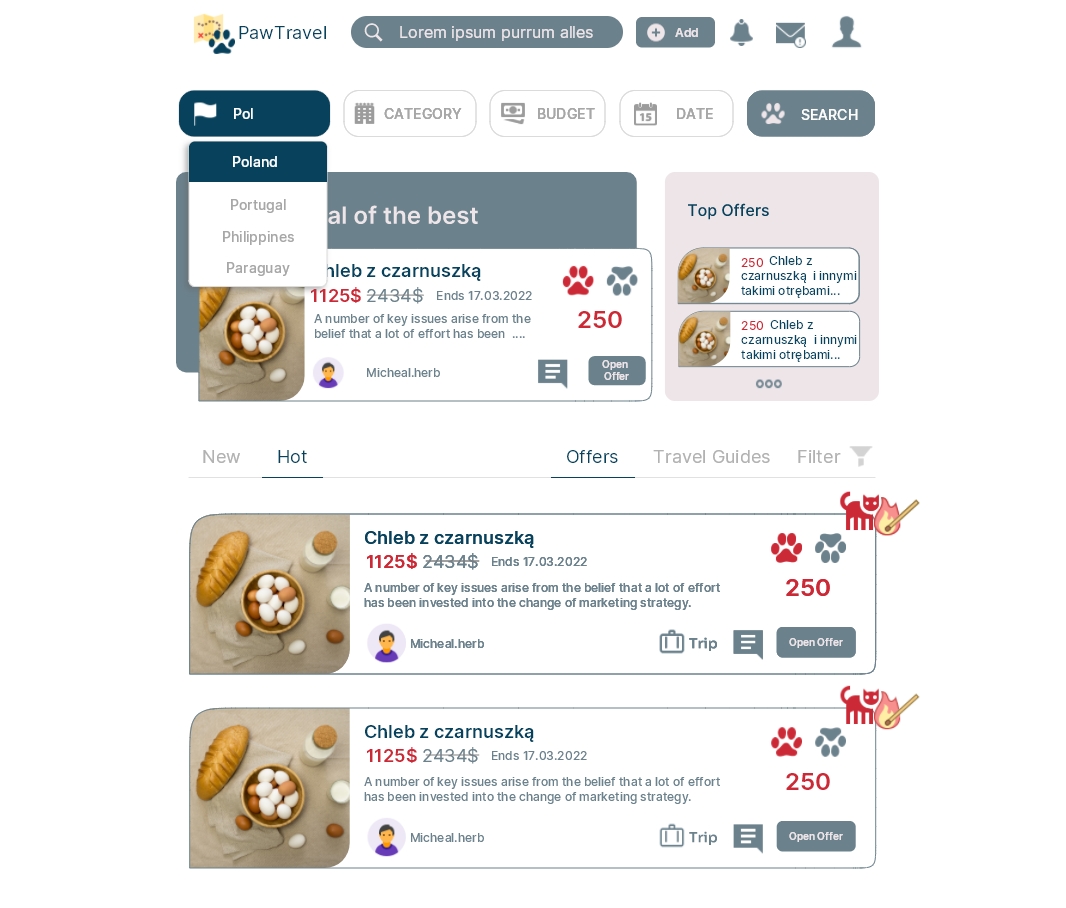 PawTravel
Lorem ipsum purrum alles
Add
Pol
CATEGORY
BUDGET
15
DATE
SEARCH
Poland
Portugal
Philippines
Paraguay
al of the best
hleb z czarnuszką
1125$ 2434$ Ends 17.03.2022
A number of key issues arise from the
belief that a lot of effort has been ....
Micheal.herb
250
Open
Offer
Top Offers
250 Chleb z
czarnuszką i innymi
takimi otrębami...
250 Chleb z
czarnuszką i innymi
takimi otrębami...
New
Hot
Offers
Travel Guides
Filter
Chleb z czarnuszką
1125$ 2434$ Ends 17.03.2022
A number of key issues arise from the belief that a lot of effort
has been invested into the change of marketing strategy.
250
Micheal.herb
Trip
Open Offer
Chleb z czarnuszką
1125$ 2434$ Ends 17.03.2022
A number of key issues arise from the belief that a lot of effort
has been invested into the change of marketing strategy.
250
Micheal.herb
Trip
Open Offer